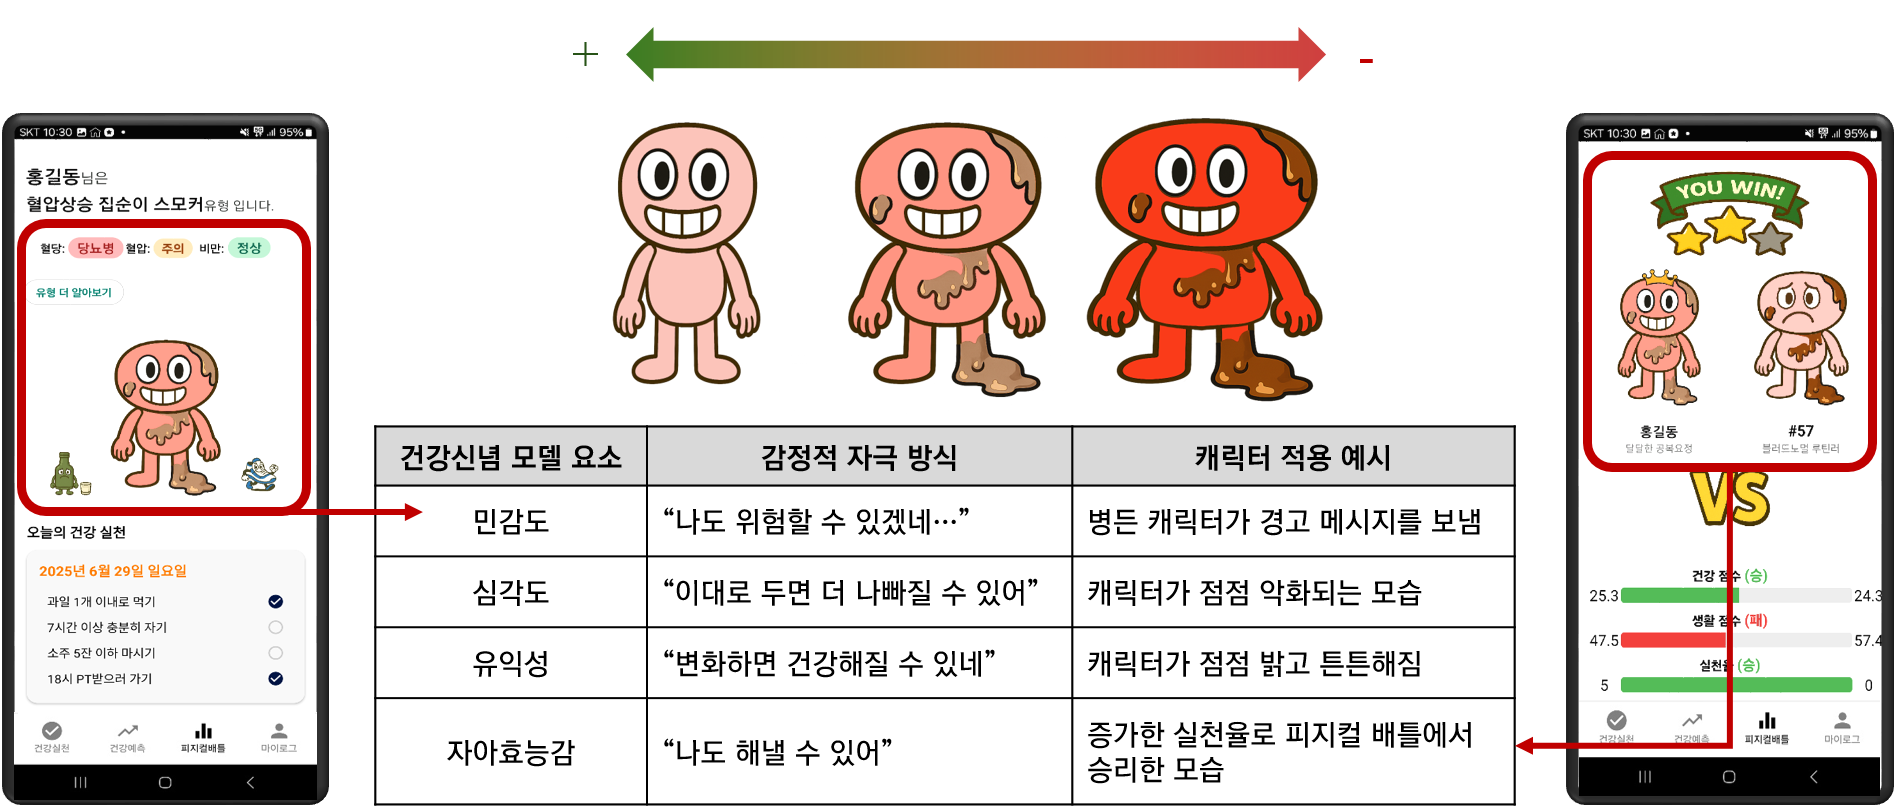 +
-
SKT 10:30
95%
홍길동님은
혈압상승 집순이 스모커유형 입니다.
혈당: 당뇨병 혈압: 주의 비만: 정상
유형 더 알아보기
오늘의 건강 실천
2025년 6월 29일 일요일
과일 1개 이내로 먹기
7시간 이상 충분히 자기
소주 5잔 이하 마시기
18시 PT받으러 가기
건강실천 건강예측 피지컬배틀 마이로그
건강신념 모델 요소 감정적 자극 방식 캐릭터 적용 예시
민감도 “나도 위험할 수 있겠네…” 병든 캐릭터가 경고 메시지를 보냄
심각도 “이대로 두면 더 나빠질 수 있어” 캐릭터가 점점 악화되는 모습
유익성 “변화하면 건강해질 수 있네” 캐릭터가 점점 밝고 튼튼해짐
자아효능감 “나도 해낼 수 있어” 증가한 실천율로 피지컬 배틀에서
승리한 모습
SKT 10:30
95%
YOU WIN!
홍길동 #57
당당한 공복요정 블러드노멀 루틴러
VS
건강 점수 (승)
25.3 24.3
생활 점수 (패)
47.5 57.4
실천율 (승)
5 0
건강실천 건강예측 피지컬배틀 마이로그